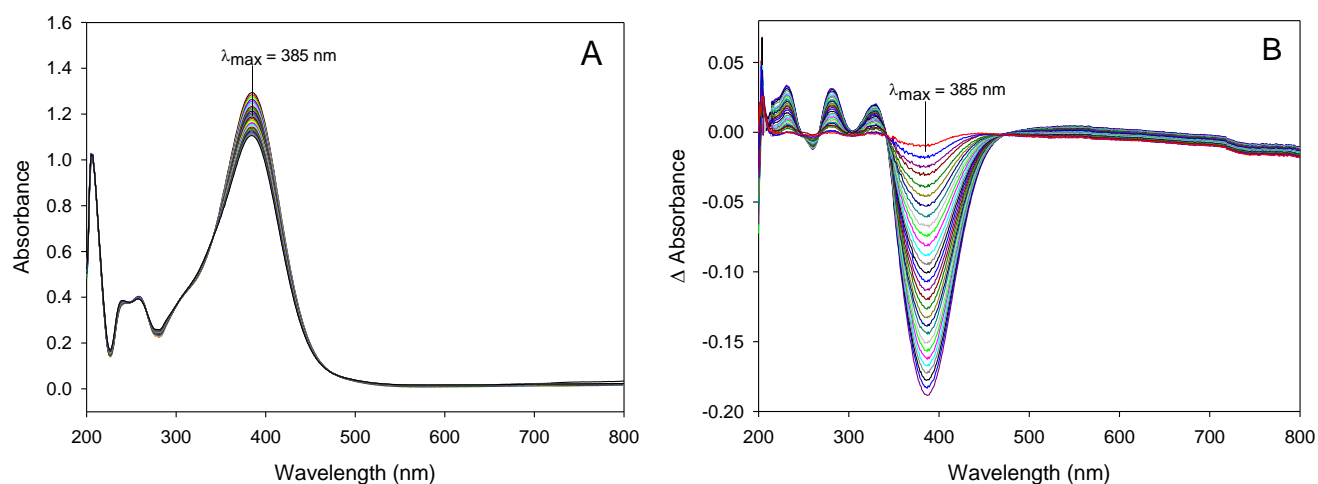 A
λmax = 385 nm
1.6
1.4
1.2
1.0
0.8
0.6
0.4
0.2
0.0
Absorbance
200 300 400 500 600 700 800
Wavelength (nm)
B
λmax = 385 nm
0.05
0.00
-0.05
-0.10
-0.15
-0.20
Δ Absorbance
200 300 400 500 600 700 800
Wavelength (nm)